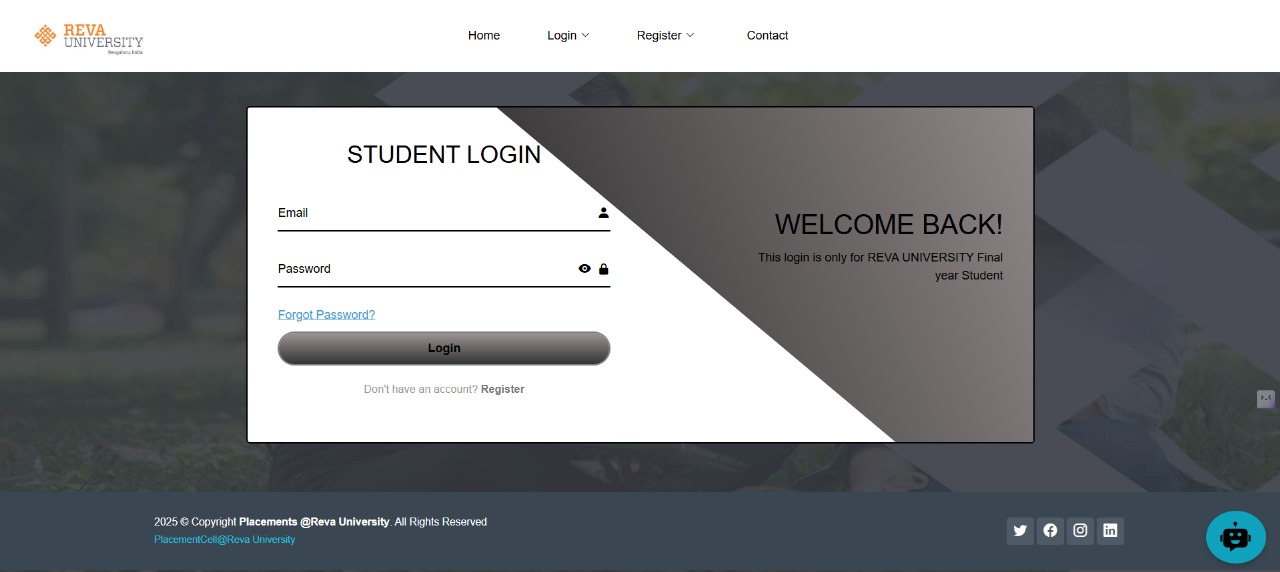 REVA
UNIVERSITY
Bengaluru, India
Home
Login
Register
Contact
STUDENT LOGIN
Email
Password
Forgot Password?
Login
Don't have an account? Register
WELCOME BACK!
This login is only for REVA UNIVERSITY Final
year Student
2025 © Copyright Placements @Reva University. All Rights Reserved
PlacementCell@Reva University